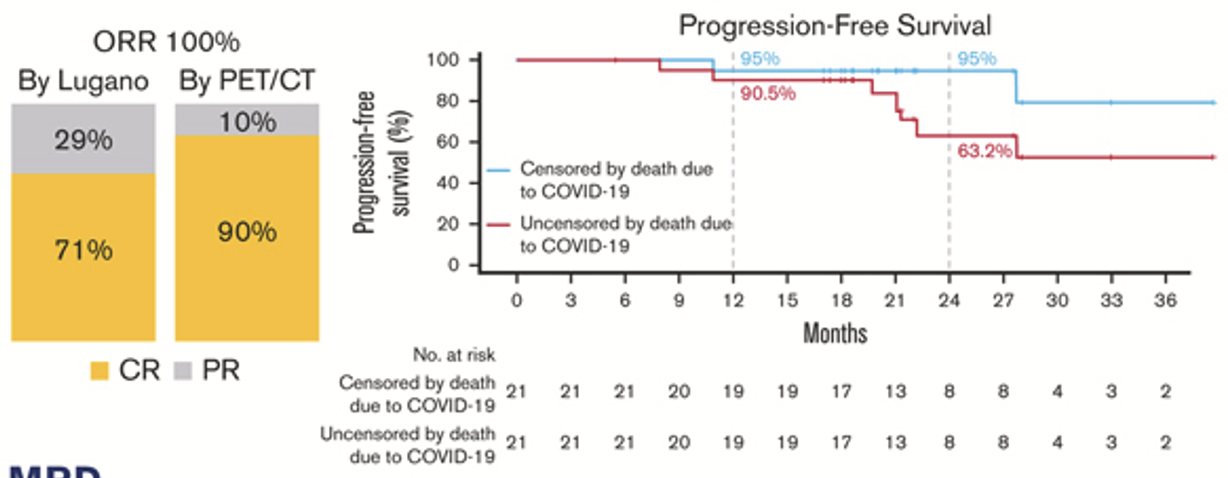 ORR 100%
By Lugano By PET/CT
29%
10%
71%
90%
CR PR
Progression-Free Survival
Progression-free
survival (%)
100
80
60
40
20
0
95%
95%
90.5%
63.2%
Censored by death due
to COVID-19
Uncensored by death due
to COVID-19
0 3 6 9 12 15 18 21 24 27 30 33 36
Months
No. at risk
Censored by death
due to COVID-19
21 21 21 20 19 19 17 13 8 8 4 3 2
Uncensored by death
due to COVID-19
21 21 21 20 19 19 17 13 8 8 4 3 2